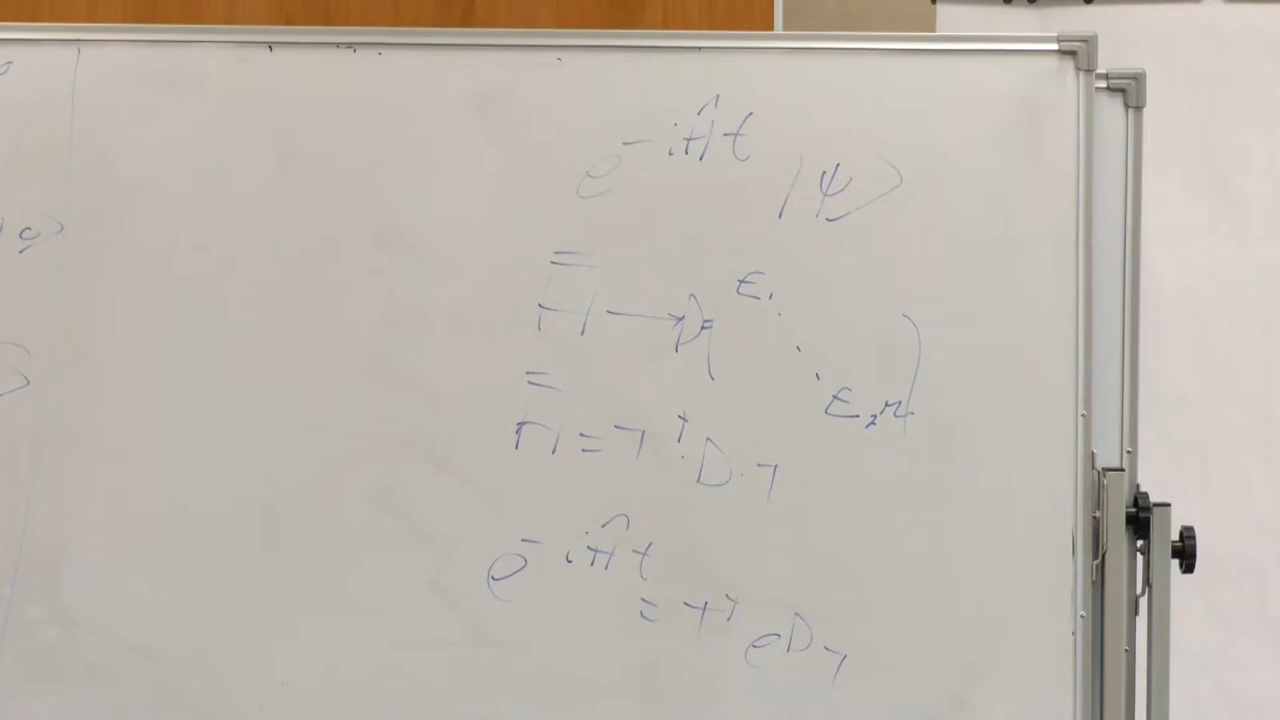 e^{-iĤt} |ψ⟩
=
H → D = ( E₁ ⋱ E₂ₙ )
=
H = T† D · T
e^{-iĤt}
= T† e^D T